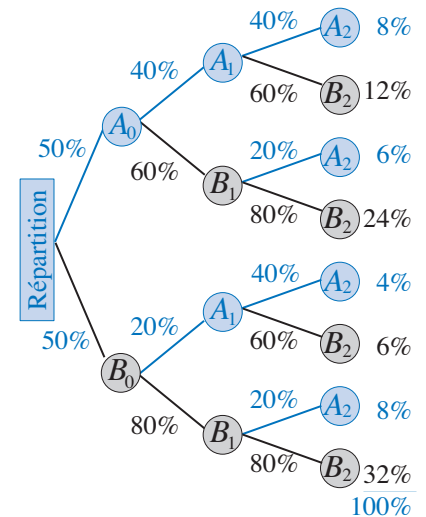 40% A₂ 8%
40% A₁
60% B₂ 12%
50% A₀
60% 20% A₂ 6%
B₁
80% B₂ 24%
Répartition
40% A₂ 4%
50% 20% A₁
60% B₂ 6%
B₀
20% A₂ 8%
80% B₁
80% B₂ 32%
100%